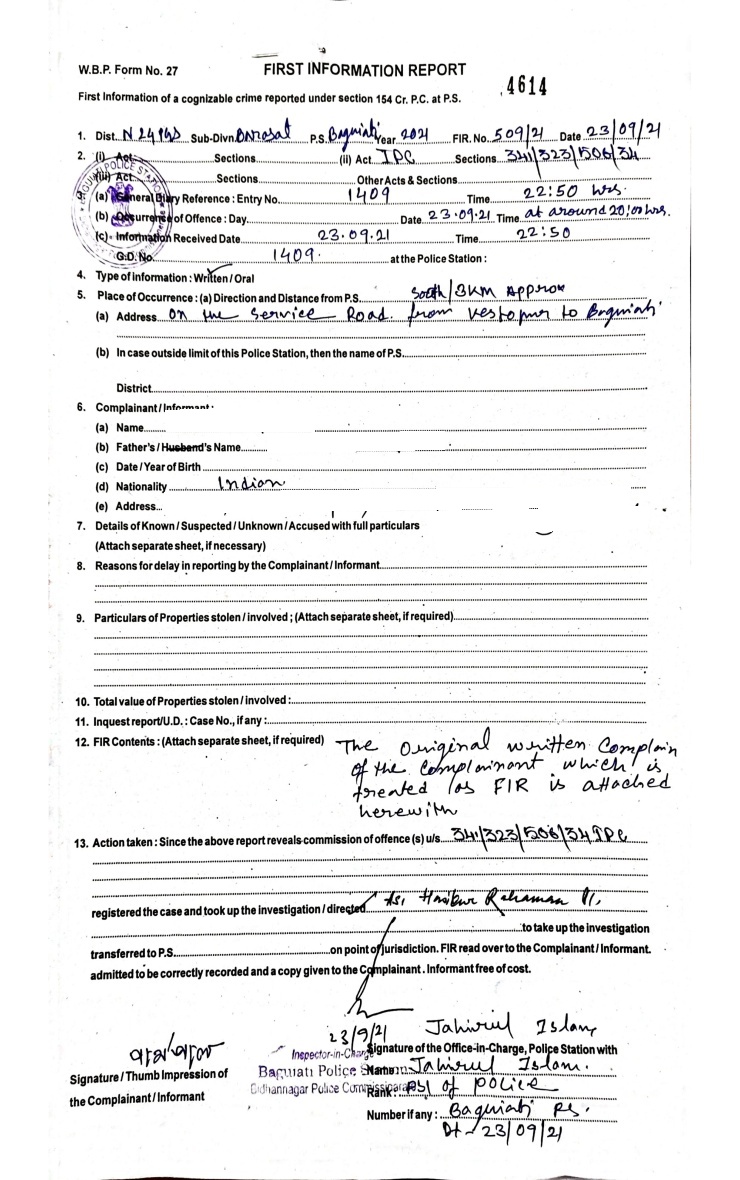 W.B.P. Form No. 27
FIRST INFORMATION REPORT
4614
First Information of a cognizable crime reported under section 154 Cr. P.C. at P.S.
1. Dist. N 24 PGS Sub-Divn Barasat P.S. Baguiati Year 2021 FIR. No. 509/21 Date 23/09/21
2. (i) Act Sections (ii) Act IPC Sections 341/323/506/34
(iii) Act Sections Other Acts & Sections
(a) General Diary Reference : Entry No. 1409 Time 22:50 hrs.
(b) Occurrence of Offence : Day Date 23.09.21 Time at around 20:00 hrs.
(c) Information Received Date 23.09.21 Time 22:50
G.D. No. 1409. at the Police Station :
4. Type of Information : Written / Oral
5. Place of Occurrence : (a) Direction and Distance from P.S. South/3KM Approx
(a) Address On the Service Road from Kestopur to Baguiati
(b) In case outside limit of this Police Station, then the name of P.S.
District
6. Complainant / Informant :
(a) Name
(b) Father's / Husband's Name
(c) Date / Year of Birth
(d) Nationality Indian
(e) Address
7. Details of Known / Suspected / Unknown / Accused with full particulars
(Attach separate sheet, if necessary)
8. Reasons for delay in reporting by the Complainant / Informant
9. Particulars of Properties stolen / involved ; (Attach separate sheet, if required)
10. Total value of Properties stolen / involved :
11. Inquest report/U.D. : Case No., if any :
12. FIR Contents : (Attach separate sheet, if required) The Original written Complain
of the Complainant which is
treated as FIR is attached
herewith
13. Action taken : Since the above report reveals commission of offence (s) u/s. 341/323/506/34 IPC
registered the case and took up the investigation / directed ASI Hasibur Rahaman
to take up the investigation
transferred to P.S. on point of jurisdiction. FIR read over to the Complainant / Informant.
admitted to be correctly recorded and a copy given to the Complainant. Informant free of cost.
23/9/21 Jahirul Islam
Inspector-in-Charge Signature of the Office-in-Charge, Police Station with
Baguiati Police Station Name Jahirul Islam.
Bidhannagar Police Commissionerate Rank : of police
Signature / Thumb Impression of
the Complainant / Informant
Number if any : Baguiati PS.
Dt - 23/09/21